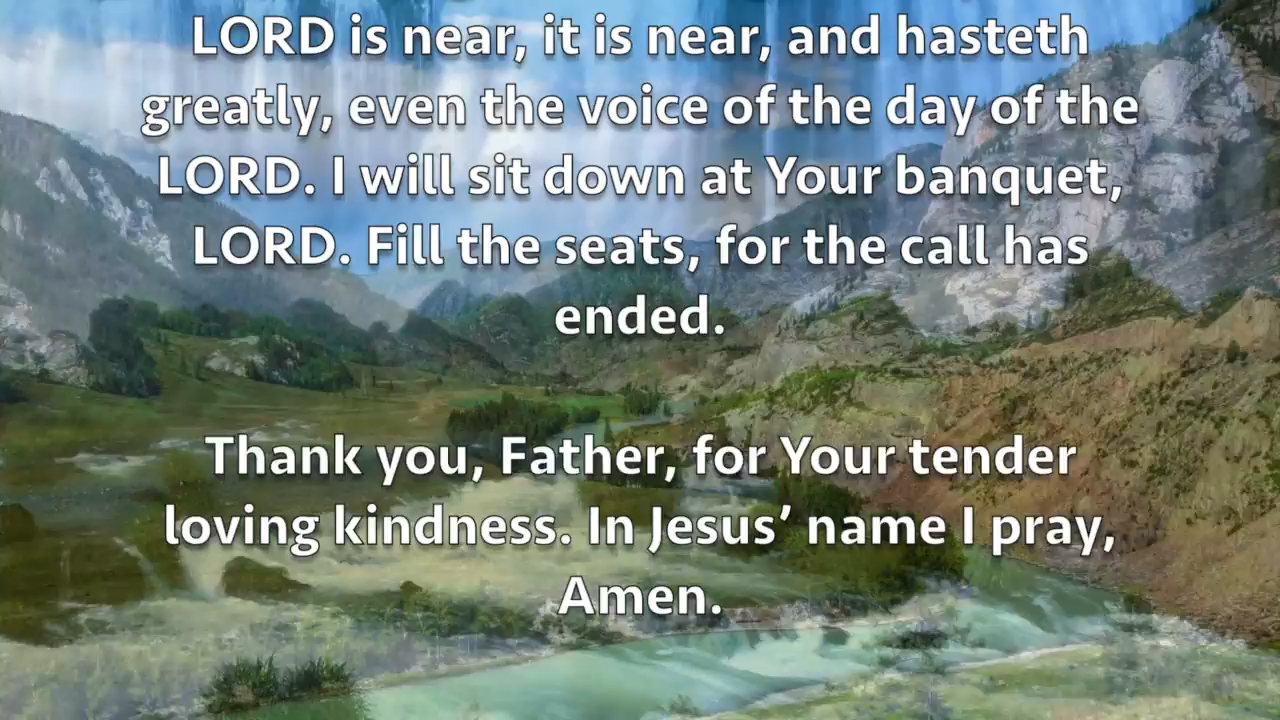 LORD is near, it is near, and hasteth
greatly, even the voice of the day of the
LORD. I will sit down at Your banquet,
LORD. Fill the seats, for the call has
ended.
Thank you, Father, for Your tender
loving kindness. In Jesus’ name I pray,
Amen.